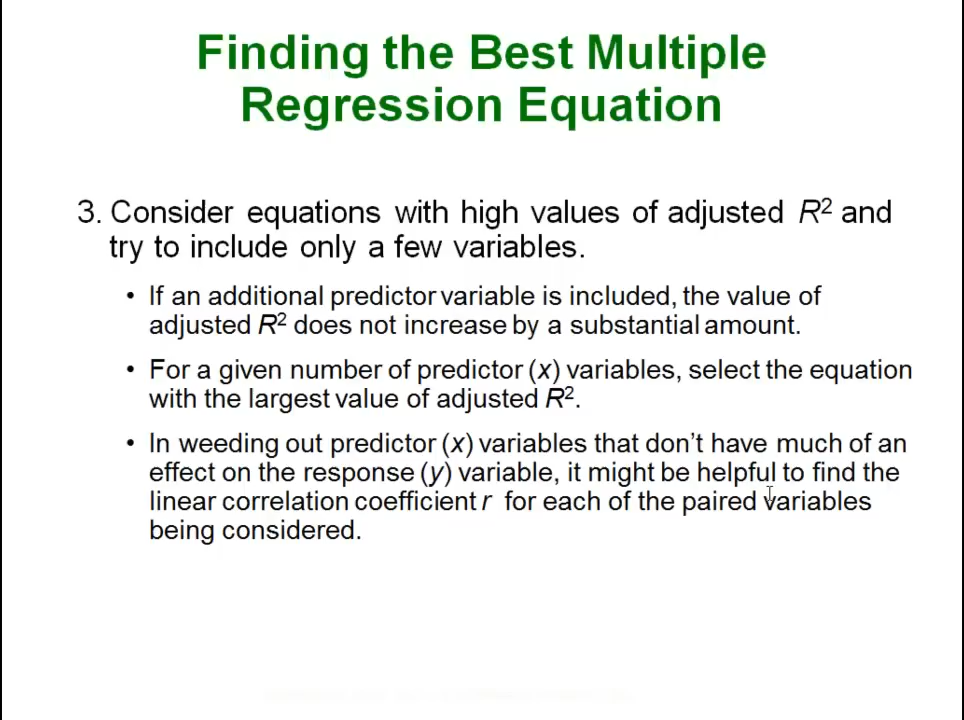 Finding the Best Multiple
Regression Equation
3. Consider equations with high values of adjusted R² and
try to include only a few variables.
• If an additional predictor variable is included, the value of
adjusted R² does not increase by a substantial amount.
• For a given number of predictor (x) variables, select the equation
with the largest value of adjusted R².
• In weeding out predictor (x) variables that don’t have much of an
effect on the response (y) variable, it might be helpful to find the
linear correlation coefficient r for each of the paired variables
being considered.